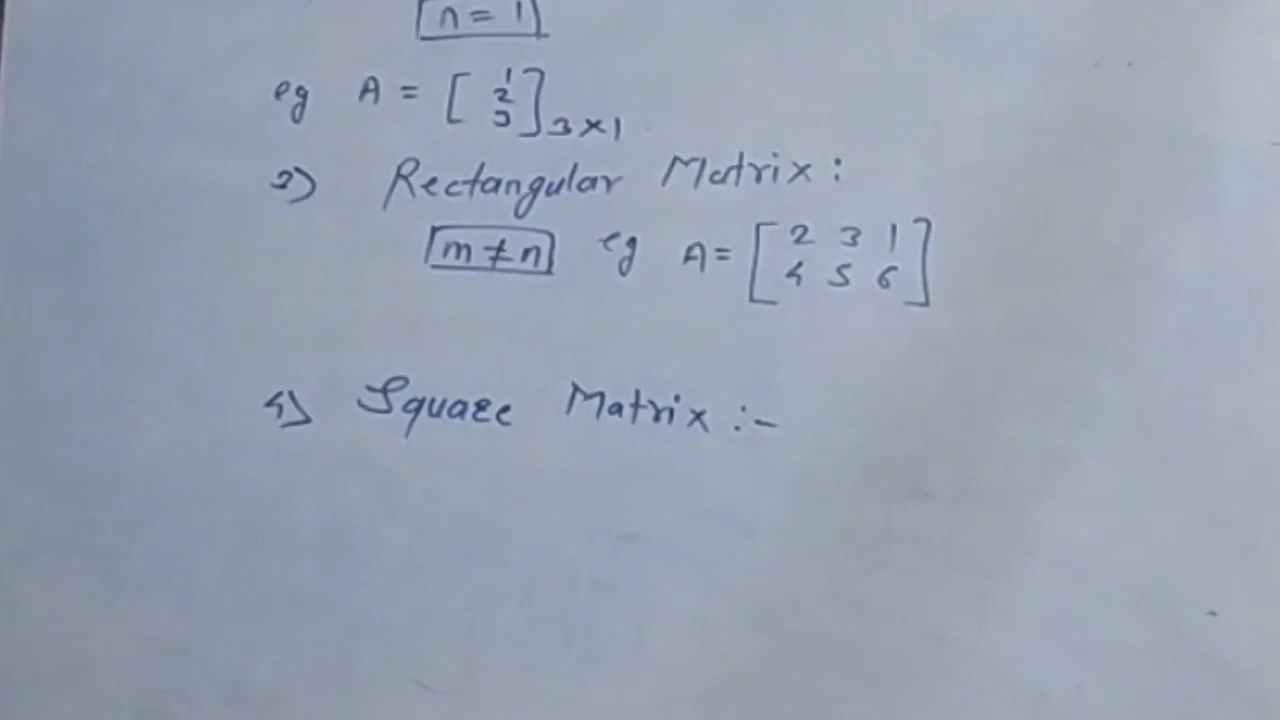 n = 1
eg A = [ 1 2 3 ] 3×1
3) Rectangular Matrix :
m ≠ n eg A = [ 2 3 1
4 5 6 ]
4) Square Matrix :-